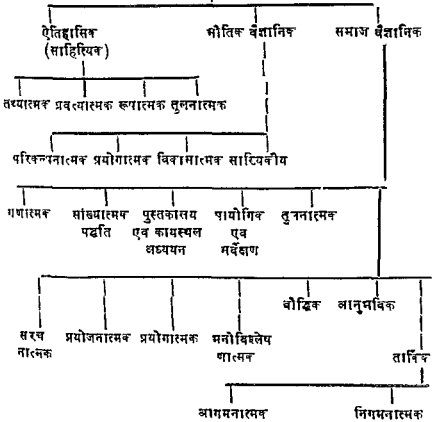 ऐतिहासिक भौतिक वैज्ञानिक समाज वैज्ञानिक
(साहित्यिक)
तथ्यात्मक प्रवत्यात्मक रूपात्मक तुलनात्मक
परिकल्पनात्मक प्रयोगात्मक विकासात्मक सांख्यिकीय
गणात्मक सांख्यात्मक पुस्तकालय प्रायोगिक तुलनात्मक
पद्धति एव कायस्थल एव
अध्ययन सर्वेक्षण
बौद्धिक आनुभविक
सरच प्रयोजनात्मक प्रयोगात्मक मनोविश्लेष तार्किक
नात्मक णात्मक
आगमनात्मक निगमनात्मक